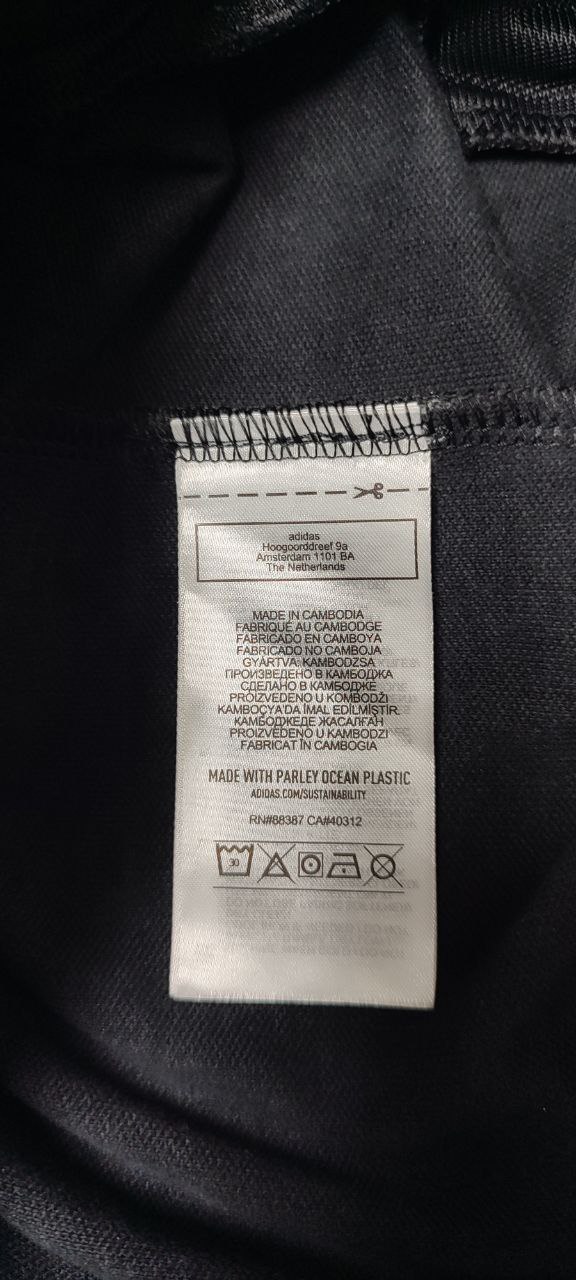 adidas
Hoogoorddreef 9a
Amsterdam 1101 BA
The Netherlands
MADE IN CAMBODIA
FABRIQUÉ AU CAMBODGE
FABRICADO EN CAMBOYA
FABRICADO NO CAMBOJA
GYÁRTVA: KAMBODZSA
ПРОИЗВЕДЕНО В КАМБОДЖА
СДЕЛАНО В КАМБОДЖЕ
PROIZVEDENO U KOMBODŽI
KAMBOÇYA'DA İMAL EDİLMİŞTİR.
КАМБОДЖЕДЕ ЖАСАЛҒАН
PROIZVEDENO U KAMBODZI
FABRICAT ÎN CAMBOGIA
MADE WITH PARLEY OCEAN PLASTIC
ADIDAS.COM/SUSTAINABILITY
RN#88387 CA#40312
30